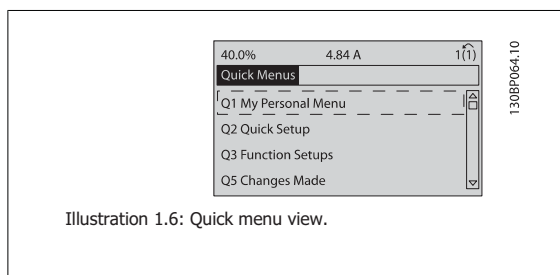 40.0% 4.84 A 1(1)
Quick Menus
Q1 My Personal Menu
Q2 Quick Setup
Q3 Function Setups
Q5 Changes Made
130BP064.10
Illustration 1.6: Quick menu view.